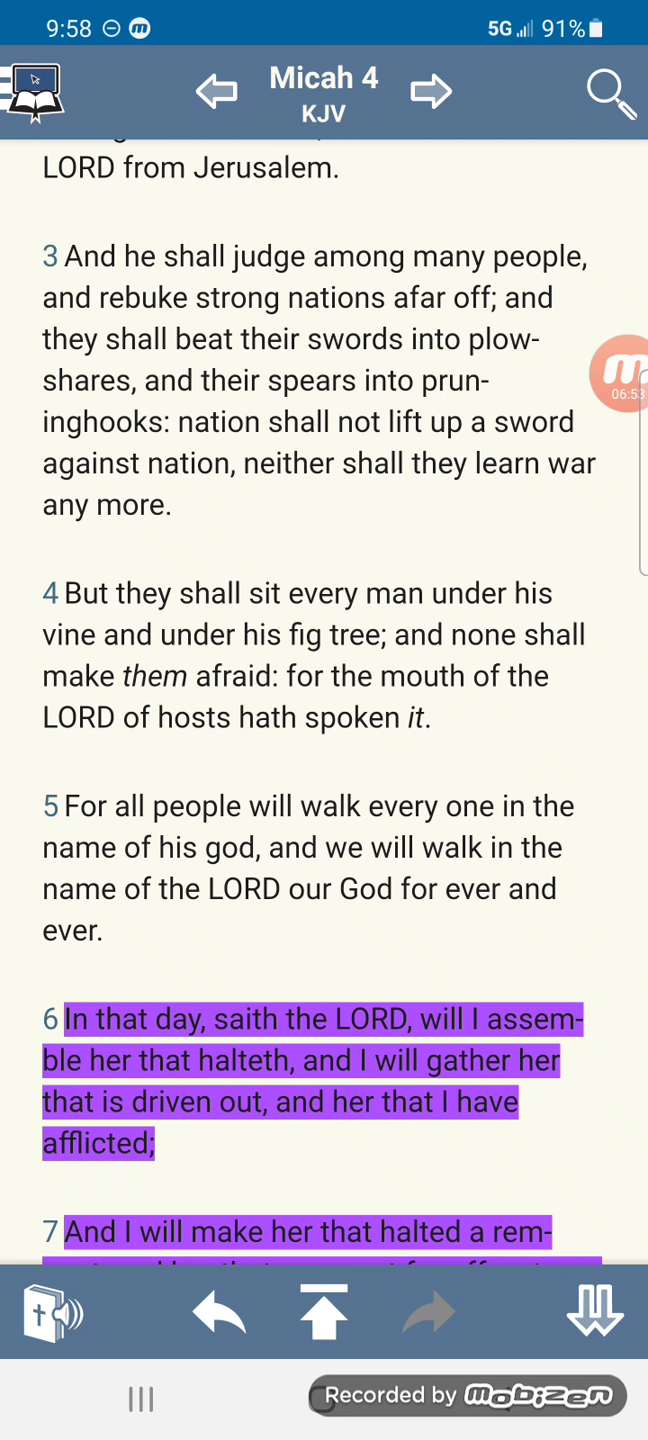 9:58
5G 91%
Micah 4
KJV
LORD from Jerusalem.
3 And he shall judge among many people,
and rebuke strong nations afar off; and
they shall beat their swords into plow-
shares, and their spears into prun-
inghooks: nation shall not lift up a sword
against nation, neither shall they learn war
any more.
06:53
4 But they shall sit every man under his
vine and under his fig tree; and none shall
make them afraid: for the mouth of the
LORD of hosts hath spoken it.
5 For all people will walk every one in the
name of his god, and we will walk in the
name of the LORD our God for ever and
ever.
6 In that day, saith the LORD, will I assem-
ble her that halteth, and I will gather her
that is driven out, and her that I have
afflicted;
7 And I will make her that halted a rem-
Recorded by mobizen